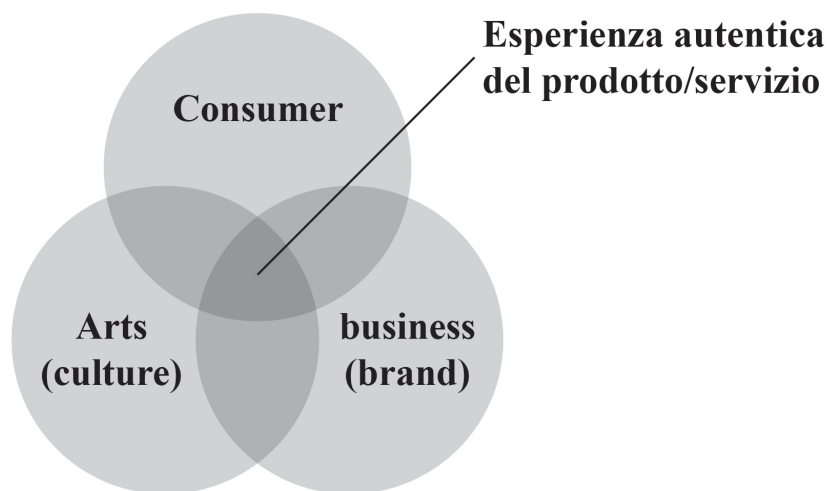 Esperienza autentica
del prodotto/servizio
Consumer
Arts
(culture)
business
(brand)